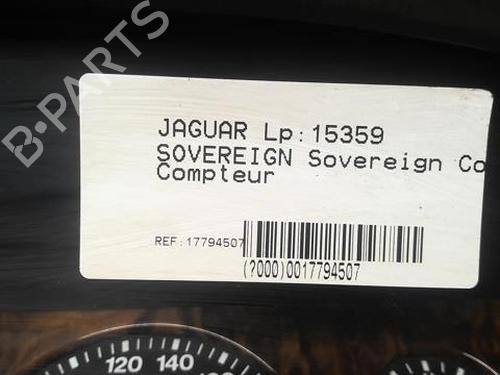 B-PARTS
JAGUAR Lp:15359
SOVEREIGN Sovereign Co
Compteur
REF:17794507
(?000)0017794507
120 140